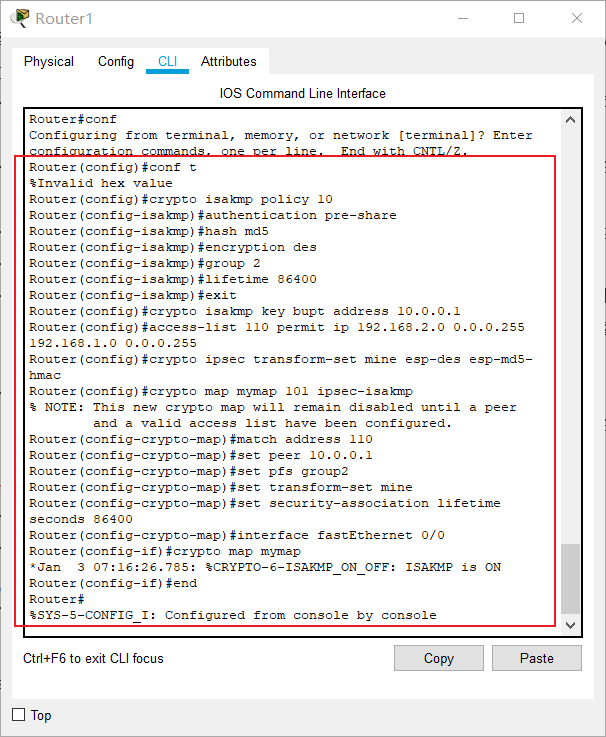 Router1
Physical Config CLI Attributes
IOS Command Line Interface
Router#conf
Configuring from terminal, memory, or network [terminal]? Enter
configuration commands, one per line.  End with CNTL/Z.
Router(config)#conf t
%Invalid hex value
Router(config)#crypto isakmp policy 10
Router(config-isakmp)#authentication pre-share
Router(config-isakmp)#hash md5
Router(config-isakmp)#encryption des
Router(config-isakmp)#group 2
Router(config-isakmp)#lifetime 86400
Router(config-isakmp)#exit
Router(config)#crypto isakmp key bupt address 10.0.0.1
Router(config)#access-list 110 permit ip 192.168.2.0 0.0.0.255
192.168.1.0 0.0.0.255
Router(config)#crypto ipsec transform-set mine esp-des esp-md5-
hmac
Router(config)#crypto map mymap 101 ipsec-isakmp
% NOTE: This new crypto map will remain disabled until a peer
and a valid access list have been configured.
Router(config-crypto-map)#match address 110
Router(config-crypto-map)#set peer 10.0.0.1
Router(config-crypto-map)#set pfs group2
Router(config-crypto-map)#set transform-set mine
Router(config-crypto-map)#set security-association lifetime
seconds 86400
Router(config-crypto-map)#interface fastEthernet 0/0
Router(config-if)#crypto map mymap
*Jan  3 07:16:26.785: %CRYPTO-6-ISAKMP_ON_OFF: ISAKMP is ON
Router(config-if)#end
Router#
%SYS-5-CONFIG_I: Configured from console by console
Ctrl+F6 to exit CLI focus
Copy Paste
Top